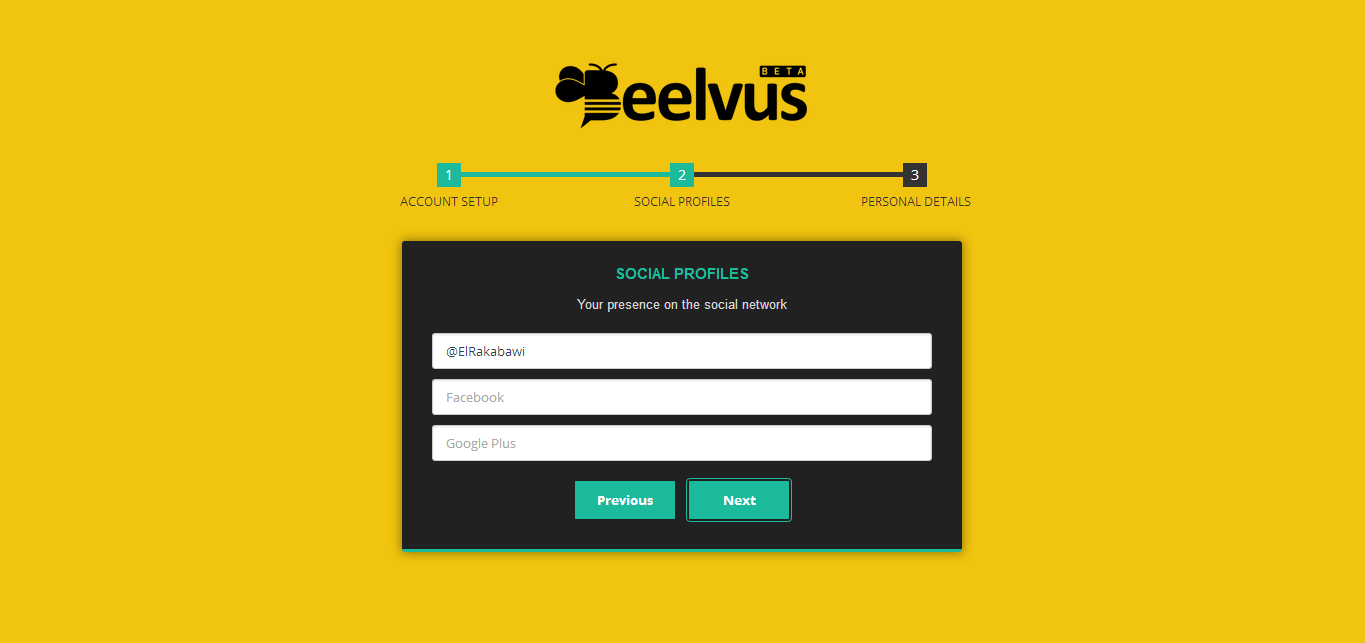 BETA
Beelvus
1 2 3
ACCOUNT SETUP SOCIAL PROFILES PERSONAL DETAILS
SOCIAL PROFILES
Your presence on the social network
@ElRakabawi
Facebook
Google Plus
Previous Next